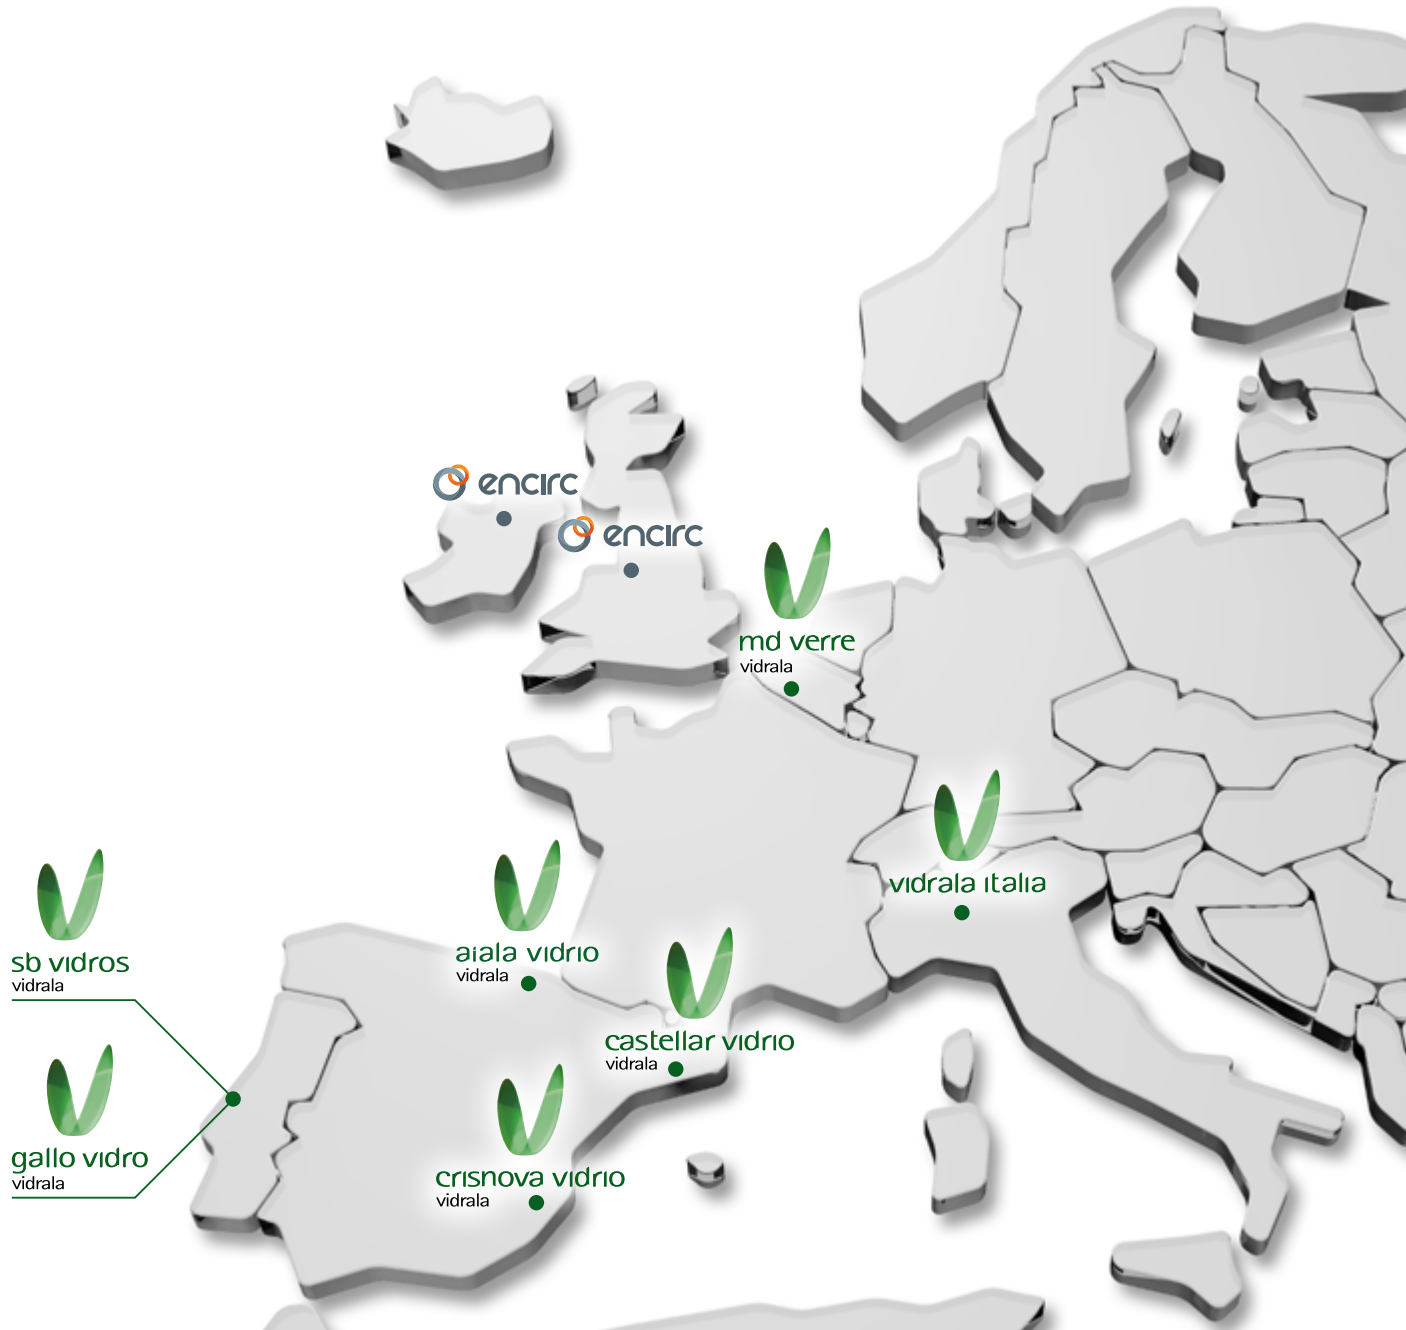 encirc
encirc
md verre
vidrala
vidrala italia
sb vidros
vidrala
aiala vidrio
vidrala
castellar vidrio
vidrala
gallo vidro
vidrala
crisnova vidrio
vidrala